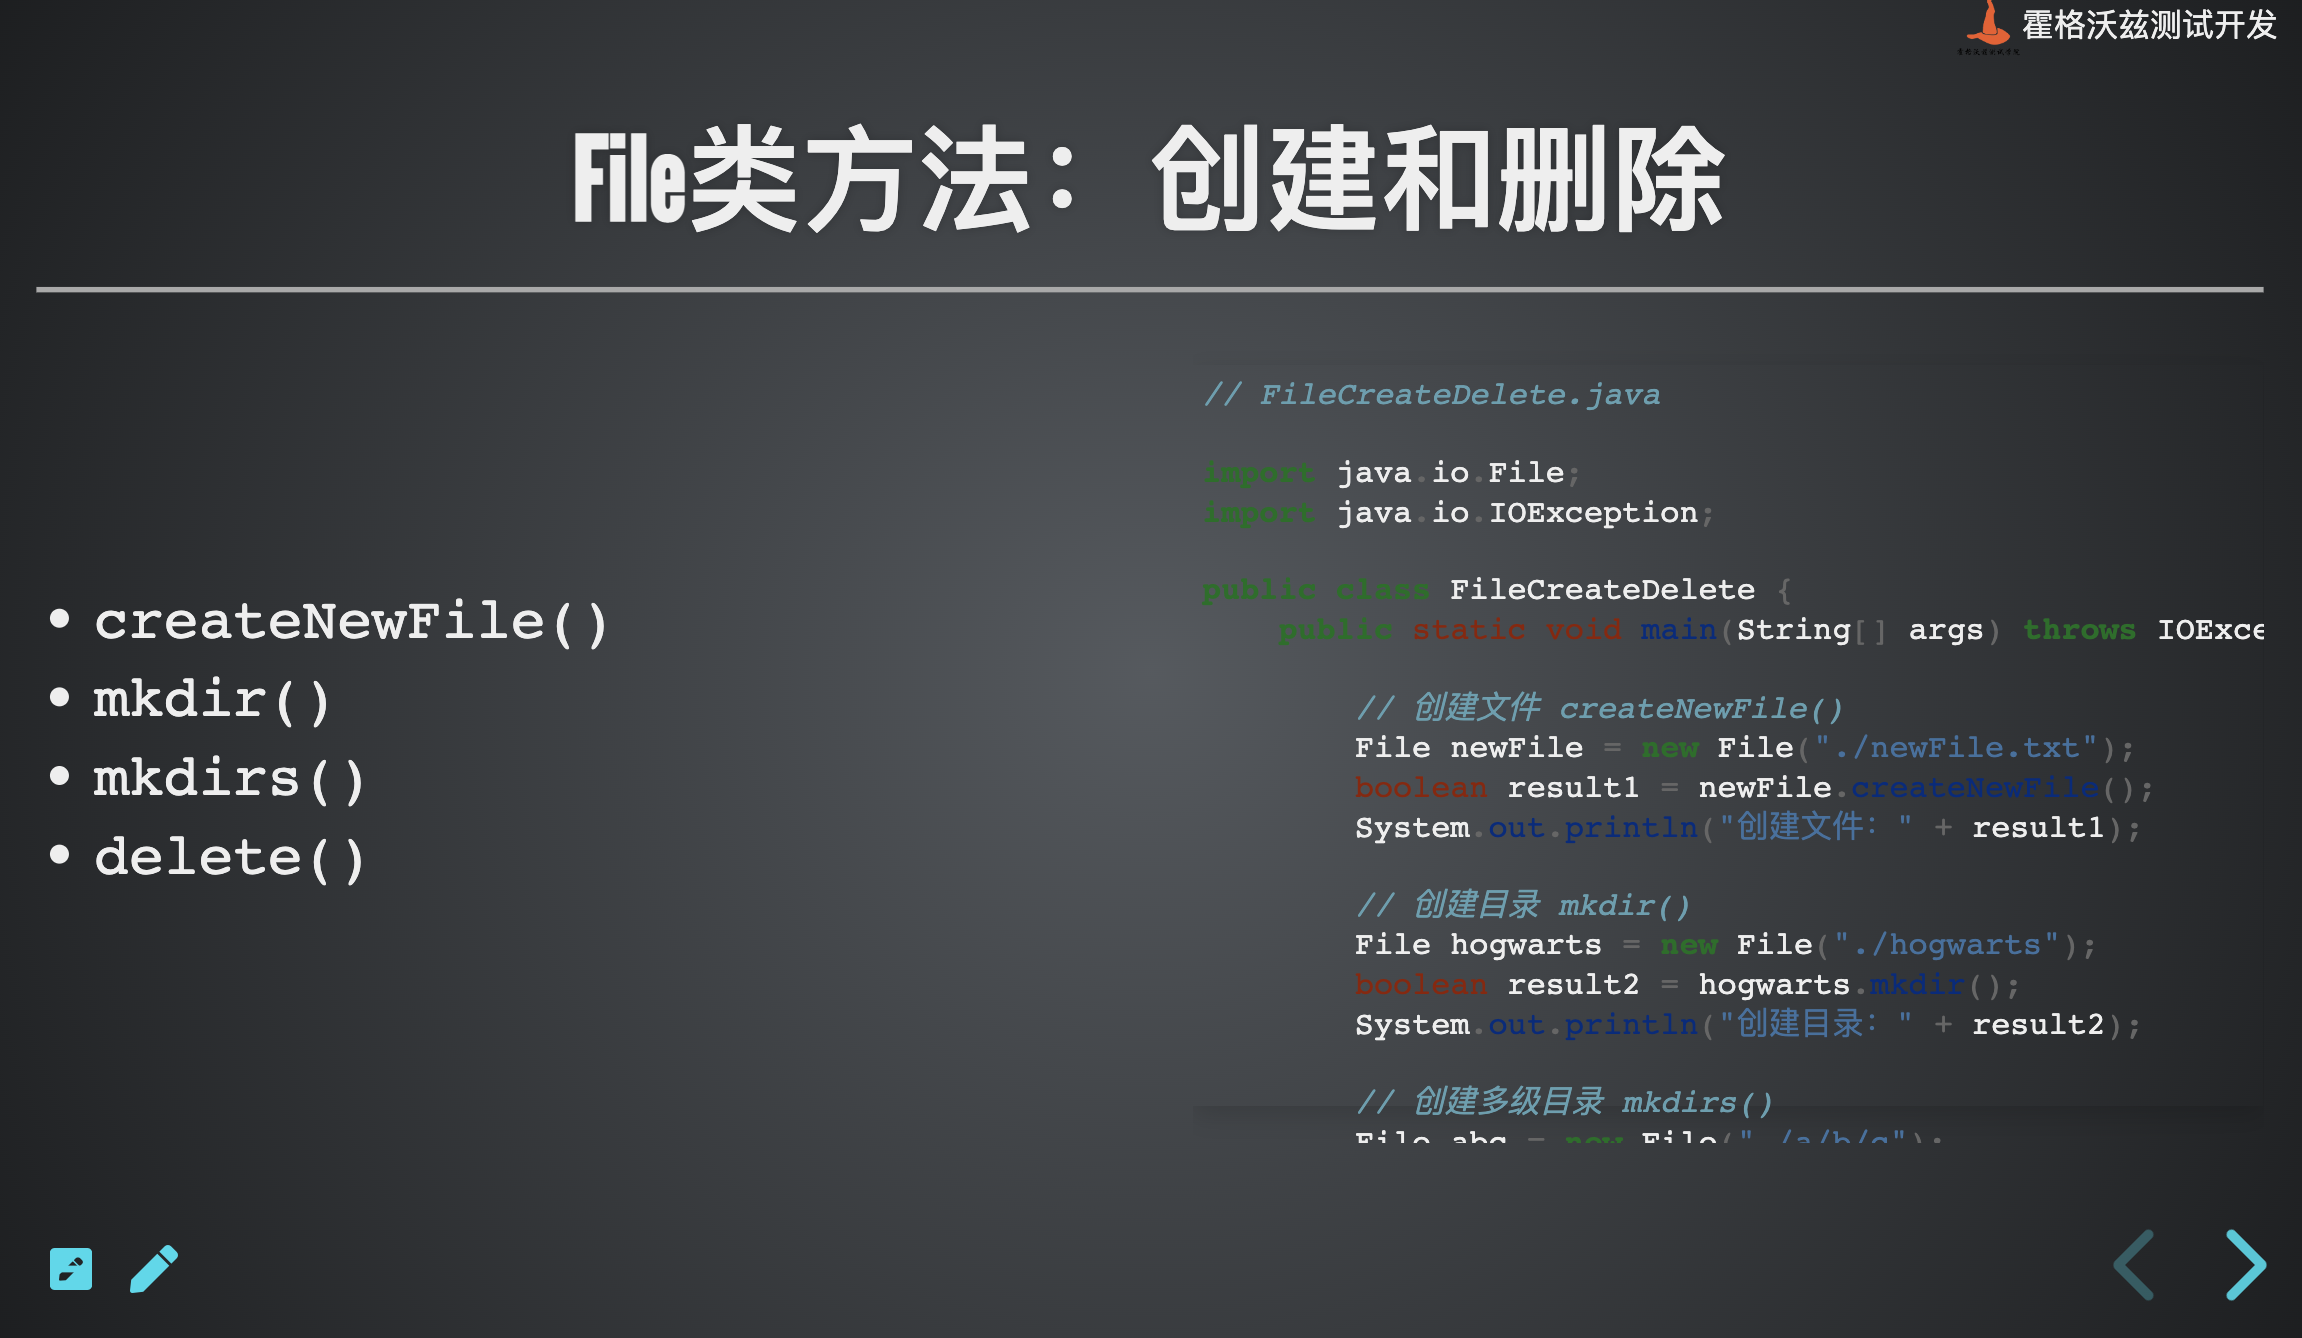 霍格沃兹测试开发
File类方法：创建和删除
• createNewFile()
• mkdir()
• mkdirs()
• delete()
// FileCreateDelete.java
import java.io.File;
import java.io.IOException;
public class FileCreateDelete {
public static void main(String[] args) throws IOExce
// 创建文件 createNewFile()
File newFile = new File("./newFile.txt");
boolean result1 = newFile.createNewFile();
System.out.println("创建文件：" + result1);
// 创建目录 mkdir()
File hogwarts = new File("./hogwarts");
boolean result2 = hogwarts.mkdir();
System.out.println("创建目录：" + result2);
// 创建多级目录 mkdirs()
File abc = new File("./a/b/c");